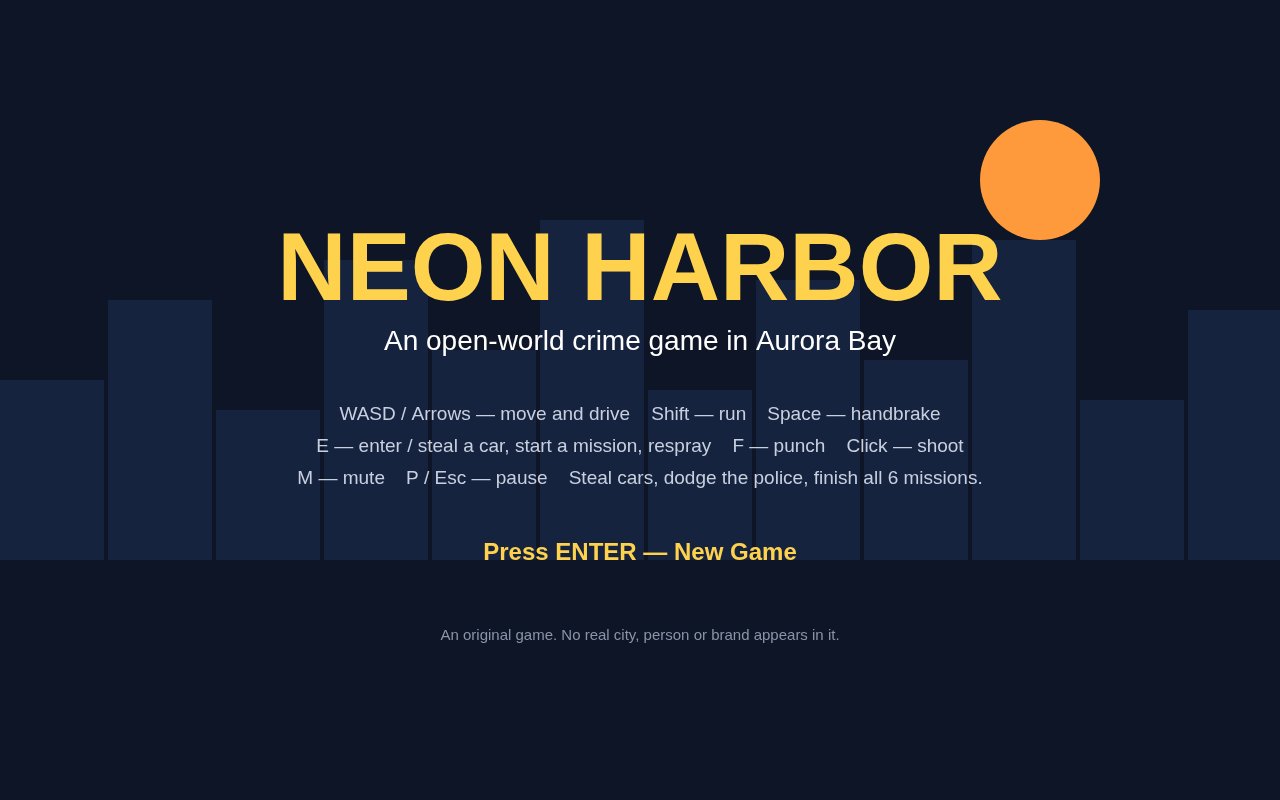 NEON HARBOR
An open-world crime game in Aurora Bay
WASD / Arrows — move and drive    Shift — run    Space — handbrake
E — enter / steal a car, start a mission, respray    F — punch    Click — shoot
M — mute    P / Esc — pause    Steal cars, dodge the police, finish all 6 missions.
Press ENTER — New Game
An original game. No real city, person or brand appears in it.